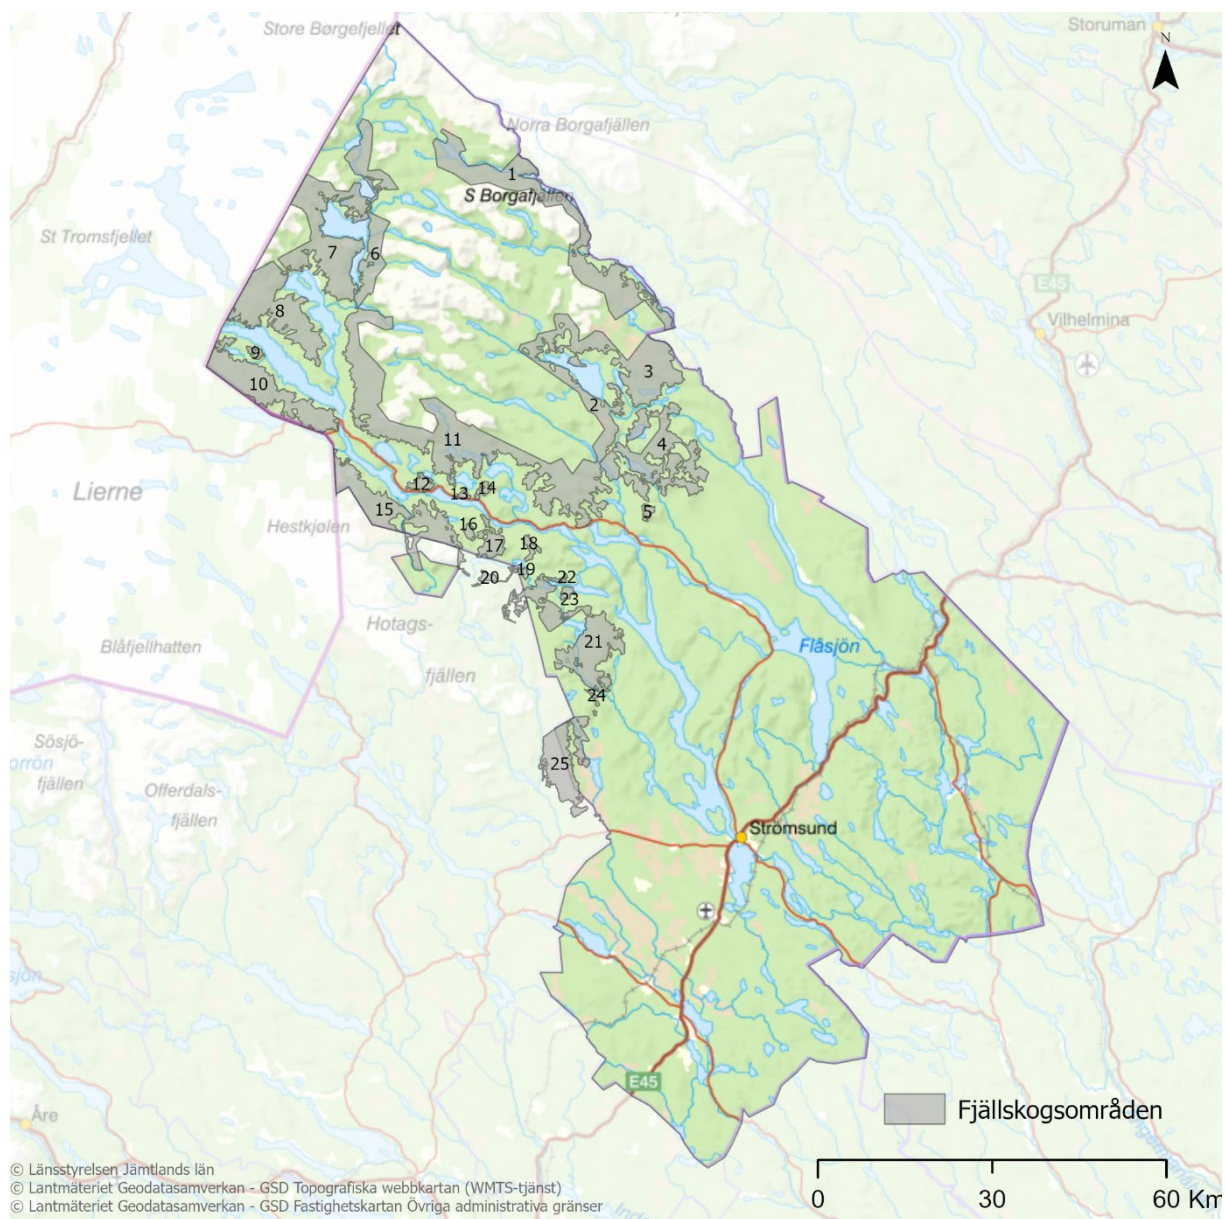 Store Børgefjellet
Storuman
N
Norra Borgafjällen
1
S Borgafjällen
St Tromsfjellet
7
6
E45
8
Vilhelmina
9
3
10
2
11
4
12
13
14
Lierne
15
5
Hestkjølen
16
17
18
19
20
22
23
Hotags-
21
Blåfjellhatten
Flåsjön
fjällen
24
Sösjö-
orrön
25
fjällen
Offerdals-
fjällen
Strömsund
sjön
E45
Fjällskogsområden
Åre
© Länsstyrelsen Jämtlands län
© Lantmäteriet Geodatasamverkan - GSD Topografiska webbkartan (WMTS-tjänst)
© Lantmäteriet Geodatasamverkan - GSD Fastighetskartan Övriga administrativa gränser
0 30 60 Km